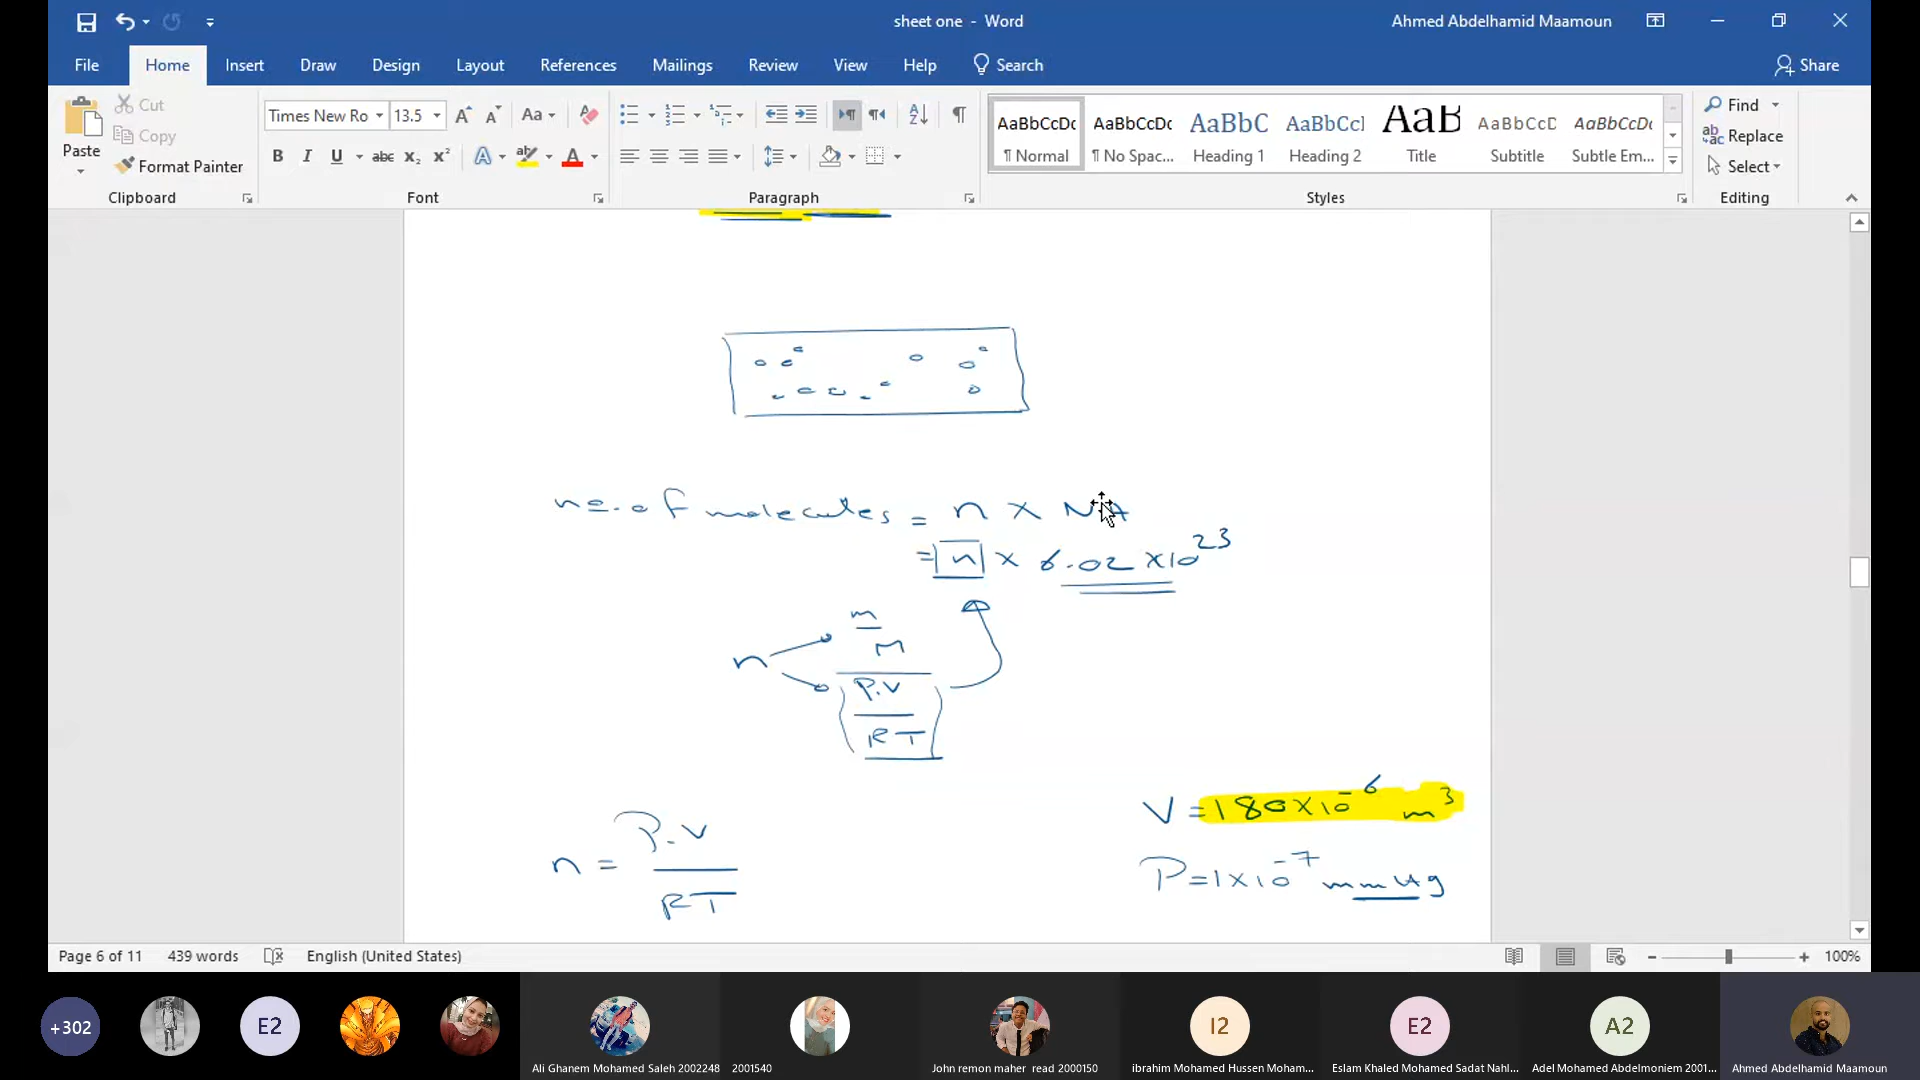 sheet one - Word
Ahmed Abdelhamid Maamoun
File Home Insert Draw Design Layout References Mailings Review View Help Search Share
Paste
Cut
Copy
Format Painter
Clipboard
Times New Ro 13.5
Font
Paragraph
AaBbCcDc AaBbCcDc AaBbC AaBbCcI AaB AaBbCcD AaBbCcDc
¶ Normal ¶ No Spac... Heading 1 Heading 2 Title Subtitle Subtle Em...
Styles
Find
Replace
Select
Editing
no. of molecules = n x NA
= n x 6.02 x10²³
n
m
M
P.V
RT
V = 180x10⁻⁶ m³
n = P.V
RT
P = 1x10⁻⁷ mmHg
Page 6 of 11 439 words English (United States) 100%
+302 E2 I2 E2 A2
Ali Ghanem Mohamed Saleh 2002248 2001540 John remon maher read 2000150 ibrahim Mohamed Hussen Moham... Eslam Khaled Mohamed Sadat Nahl... Adel Mohamed Abdelmoniem 2001... Ahmed Abdelhamid Maamoun